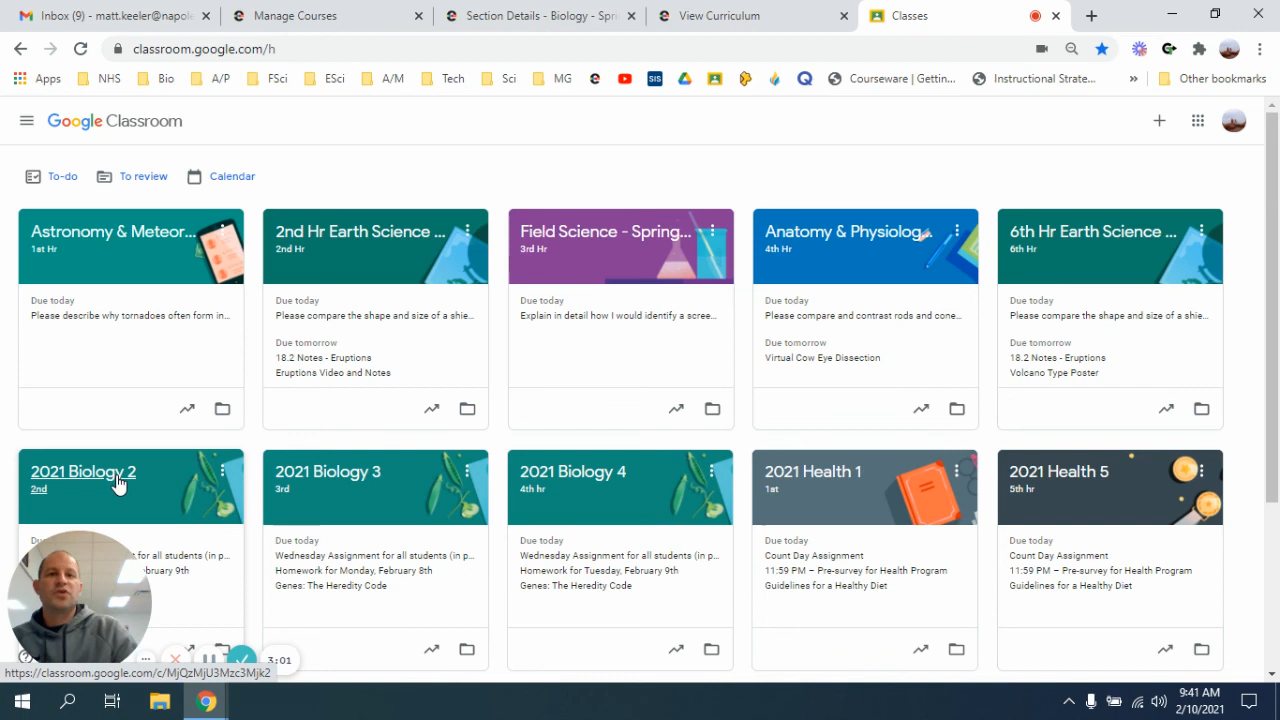 Inbox (9) - matt.keeler@napole
Manage Courses
Section Details - Biology - Spri
View Curriculum
Classes
classroom.google.com/h
Apps
NHS
Bio
A/P
FSci
ESci
A/M
Tech
Sci
MG
SIS
Courseware | Gettin...
Instructional Strate...
»
Other bookmarks
Google Classroom
To-do
To review
Calendar
Astronomy & Meteor...
1st Hr
Due today
Please describe why tornadoes often form in...
2nd Hr Earth Science ...
2nd Hr
Due today
Please compare the shape and size of a shie...
Due tomorrow
18.2 Notes - Eruptions
Eruptions Video and Notes
Field Science - Spring...
3rd Hr
Due today
Explain in detail how I would identify a scree...
Anatomy & Physiolog...
4th Hr
Due today
Please compare and contrast rods and cone...
Due tomorrow
Virtual Cow Eye Dissection
6th Hr Earth Science ...
6th Hr
Due today
Please compare the shape and size of a shie...
Due tomorrow
18.2 Notes - Eruptions
Volcano Type Poster
2021 Biology 2
2nd
Du
nt for all students (in p...
ebruary 9th
2021 Biology 3
3rd
Due today
Wednesday Assignment for all students (in p...
Homework for Monday, February 8th
Genes: The Heredity Code
2021 Biology 4
4th hr
Due today
Wednesday Assignment for all students (in p...
Homework for Tuesday, February 9th
Genes: The Heredity Code
2021 Health 1
1st
Due today
Count Day Assignment
11:59 PM – Pre-survey for Health Program
Guidelines for a Healthy Diet
2021 Health 5
5th hr
Due today
Count Day Assignment
11:59 PM – Pre-survey for Health Program
Guidelines for a Healthy Diet
3:01
https://classroom.google.com/c/MjQzMjU3Mzc3Mjk2
9:41 AM
2/10/2021